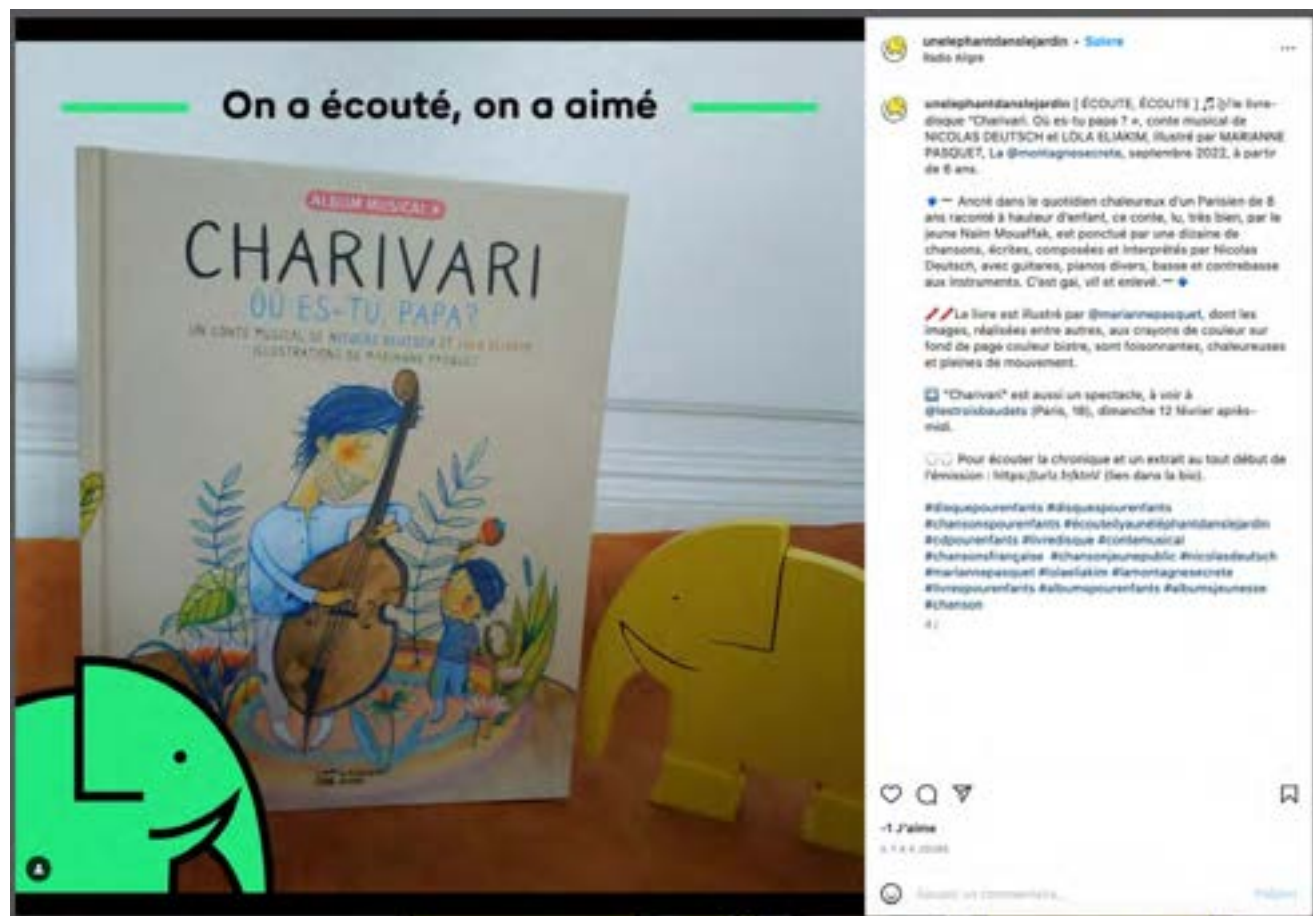 On a écouté, on a aimé
ALBUM MUSICAL
CHARIVARI
OÙ ES-TU, PAPA?
UN CONTE MUSICAL DE NICOLAS DEUTSCH ET LOLA ELIAKIM
ILLUSTRATIONS DE MARIANNE PASQUET
unelephantdanslejardin • Suivre
Radio Aligre
unelephantdanslejardin [ ÉCOUTE, ÉCOUTE ] le livre-
disque "Charivari. Où es-tu papa ? », conte musical de
NICOLAS DEUTSCH et LOLA ELIAKIM, illustré par MARIANNE
PASQUET, La @montagnesecrete, septembre 2022, à partir
de 6 ans.
— Ancré dans le quotidien chaleureux d'un Parisien de 8
ans raconté à hauteur d'enfant, ce conte, lu, très bien, par le
jeune Naïm Mouaffak, est ponctué par une dizaine de
chansons, écrites, composées et interprétés par Nicolas
Deutsch, avec guitares, pianos divers, basse et contrebasse
aux instruments. C'est gai, vif et enlevé. —
Le livre est illustré par @mariannepasquet, dont les
images, réalisées entre autres, aux crayons de couleur sur
fond de page couleur bistre, sont foisonnantes, chaleureuses
et pleines de mouvement.
"Charivari" est aussi un spectacle, à voir à
@lestroisbaudets (Paris, 18), dimanche 12 février après-
midi.
Pour écouter la chronique et un extrait au tout début de
l'émission : (lien dans la bio).
#disquepourenfants #disquespourenfants
#chansonspourenfants #écouteilyaunéléphantdanslejardin
#cdpourenfants #livredisque #contemusical
#chansonsfrançaise #chansonjeunepublic #nicolasdeutsch
#mariannepasquet #lolaeliakim #lamontagnesecrete
#livrespourenfants #albumspourenfants #albumsjeunesse
#chanson
J'aime
Ajouter un commentaire...
Publier